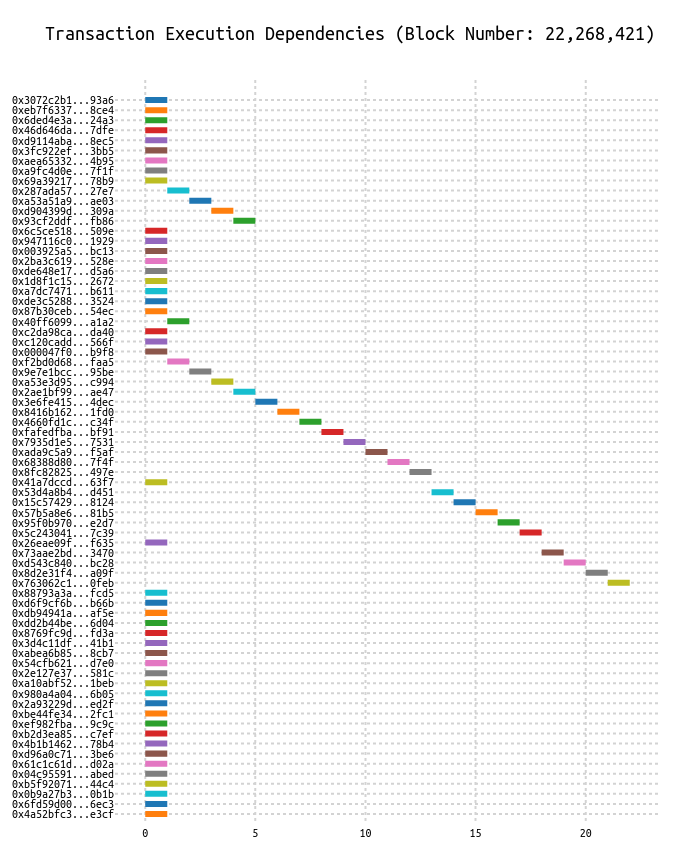 Transaction Execution Dependencies (Block Number: 22,268,421)
0x3072c2b1...93a6
0xeb7f6337...8ce4
0x6ded4e3a...24a3
0x46d646da...7dfe
0xd9114aba...8ec5
0x3fc922ef...3bb5
0xaea65332...4b95
0xa9fc4d0e...7f1f
0x69a39217...78b9
0x287ada57...27e7
0xa53a51a9...ae03
0xd904399d...309a
0x93cf2ddf...fb86
0x6c5ce518...509e
0x947116c0...1929
0x003925a5...bc13
0x2ba3c619...528e
0xde648e17...d5a6
0x1d8f1c15...2672
0xa7dc7471...b611
0xde3c5288...3524
0x87b30ceb...54ec
0x40ff6099...a1a2
0xc2da98ca...da40
0xc120cadd...566f
0x000047f0...b9f8
0xf2bd0d68...faa5
0x9e7e1bcc...95be
0xa53e3d95...c994
0x2ae1bf99...ae47
0x3e6fe415...4dec
0x8416b162...1fd0
0x4660fd1c...c34f
0xfafedfba...bf91
0x7935d1e5...7531
0xada9c5a9...f5af
0x68388d80...7f4f
0x8fc82825...497e
0x41a7dccd...63f7
0x53d4a8b4...d451
0x15c57429...8124
0x57b5a8e6...81b5
0x95f0b970...e2d7
0x5c243041...7c39
0x26eae09f...f635
0x73aae2bd...3470
0xd543c840...bc28
0x8d2e31f4...a09f
0x763062c1...0feb
0x88793a3a...fcd5
0xd6f9cf6b...b66b
0xdb94941a...af5e
0xdd2b44be...6d04
0x8769fc9d...fd3a
0x3d4c11df...41b1
0xabea6b85...8cb7
0x54cfb621...d7e0
0x2e127e37...581c
0xa10abf52...1beb
0x980a4a04...6b05
0x2a93229d...ed2f
0xbe44fe34...2fc1
0xef982fba...9c9c
0xb2d3ea85...c7ef
0x4b1b1462...78b4
0xd96a0c71...3be6
0x61c1c61d...d02a
0x04c95591...abed
0xb5f92071...44c4
0x0b9a27b3...0b1b
0x6fd59d00...6ec3
0x4a52bfc3...e3cf
0 5 10 15 20